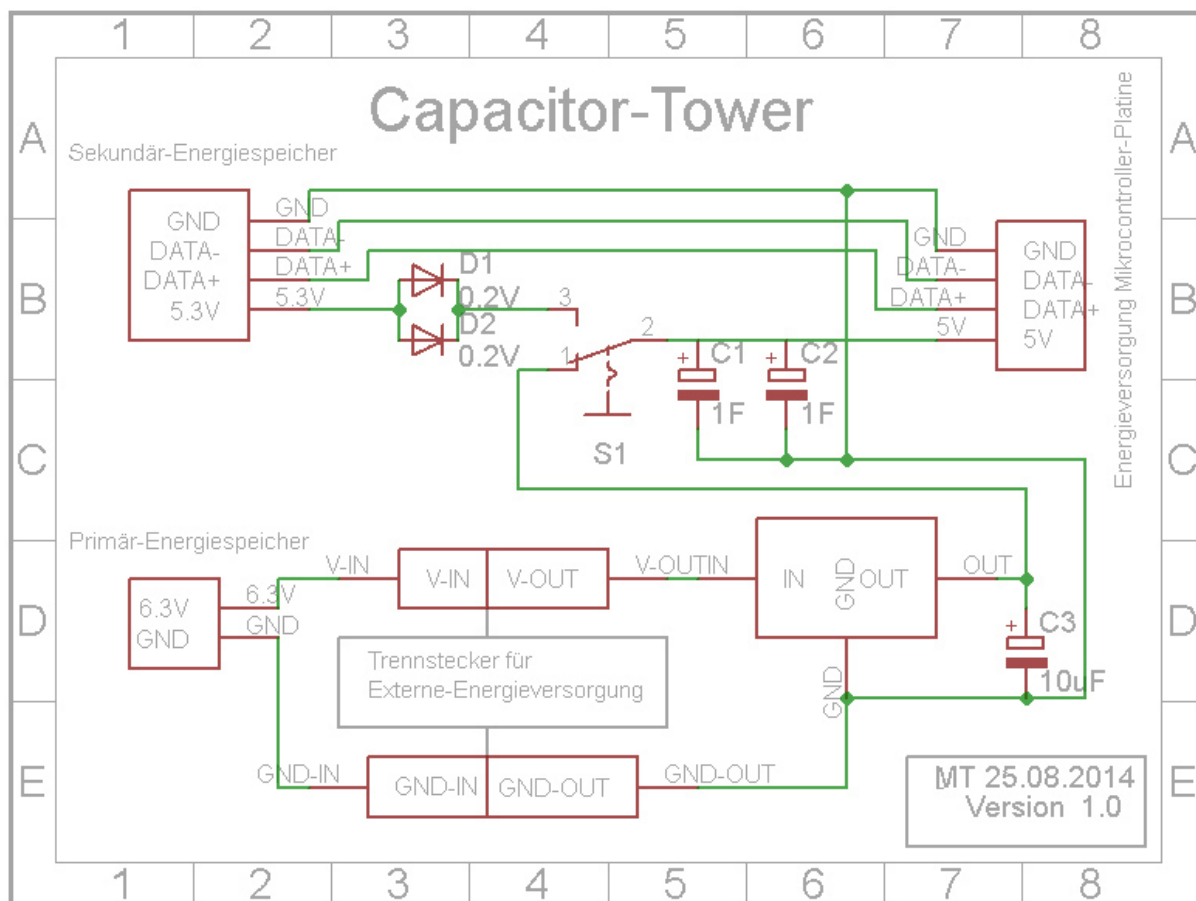 1 2 3 4 5 6 7 8
Capacitor-Tower
A
A
Sekundär-Energiespeicher
Energieversorgung Mikrocontroller-Platine
GND
GND
DATA-
DATA-
DATA+
DATA+
5.3V
5.3V
GND
GND
DATA-
DATA-
DATA+
DATA+
5V
5V
B
B
D1
0.2V
D2
0.2V
3
2
1
S1
+
C1
1F
+
C2
1F
C
C
Primär-Energiespeicher
6.3V
6.3V
GND
GND
V-IN
V-IN
V-OUT
V-OUT
IN
IN
GND
OUT
OUT
GND
+
C3
10uF
D
D
Trennstecker für
Externe-Energieversorgung
GND-IN
GND-IN
GND-OUT
GND-OUT
E
E
MT 25.08.2014
Version 1.0
1 2 3 4 5 6 7 8